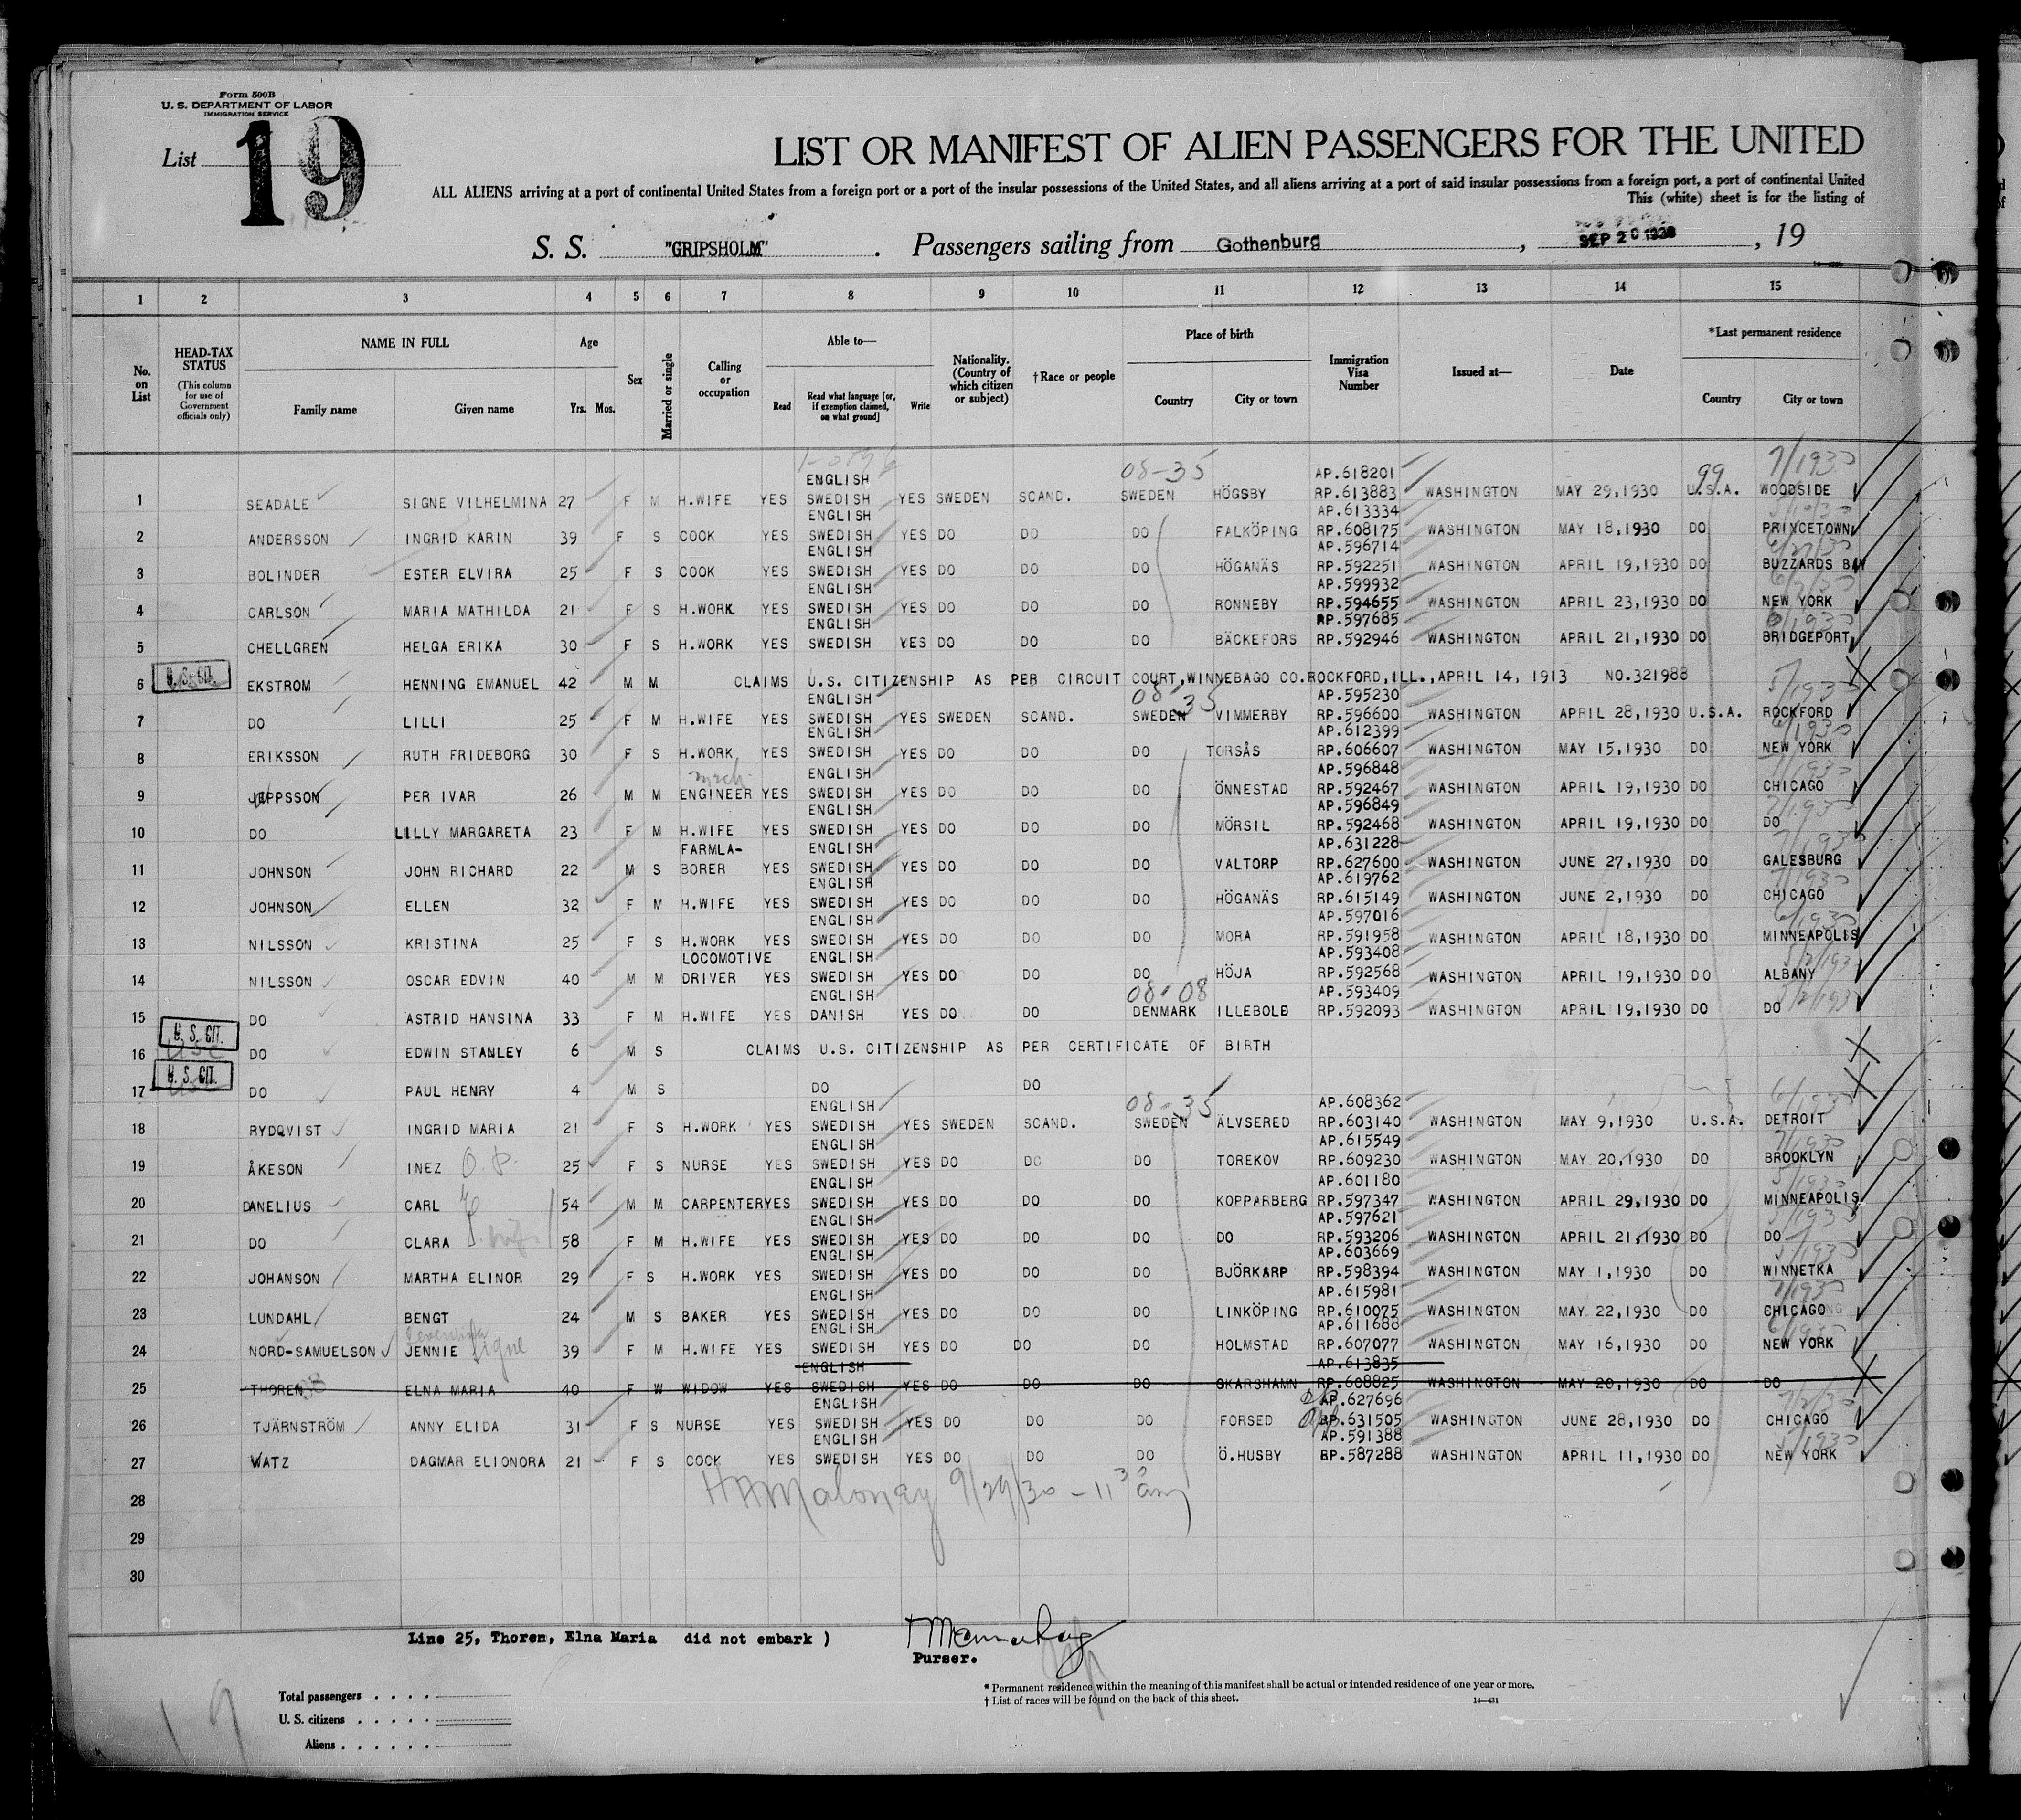 Form 500B
U. S. DEPARTMENT OF LABOR
IMMIGRATION SERVICE
List 19
LIST OR MANIFEST OF ALIEN PASSENGERS FOR THE UNITED
ALL ALIENS arriving at a port of continental United States from a foreign port or a port of the insular possessions of the United States, and all aliens arriving at a port of said insular possessions from a foreign port, a port of continental United
This (white) sheet is for the listing of
S. S. "GRIPSHOLM". Passengers sailing from Gothenburg, SEP 20 1930, 19
1 2 3 4 5 6 7 8 9 10 11 12 13 14 15
No. on List
HEAD-TAX STATUS (This column for use of Government officials only)
NAME IN FULL Family name Given name
Age Yrs. Mos.
Sex
Married or single
Calling or occupation
Able to— Read Read what language [or, if exemption claimed, on what ground] Write
Nationality. (Country of which citizen or subject)
†Race or people
Place of birth Country City or town
Immigration Visa Number
Issued at—
Date
*Last permanent residence Country City or town
08-35 99 7/1930
ENGLISH AP.618201
1 SEADALE SIGNE VILHELMINA 27 F M H.WIFE YES SWEDISH YES SWEDEN SCAND. SWEDEN HÖGSBY RP.613883 WASHINGTON MAY 29,1930 U.S.A. WOODSIDE
ENGLISH AP.613334
2 ANDERSSON INGRID KARIN 39 F S COOK YES SWEDISH YES DO DO DO FALKÖPING RP.608175 WASHINGTON MAY 18,1930 DO PRINCETOWN
ENGLISH AP.596714
3 BOLINDER ESTER ELVIRA 25 F S COOK YES SWEDISH YES DO DO DO HÖGANÄS RP.592251 WASHINGTON APRIL 19,1930 DO BUZZARDS BAY
ENGLISH AP.599932
4 CARLSON MARIA MATHILDA 21 F S H.WORK YES SWEDISH YES DO DO DO RONNEBY RP.594655 WASHINGTON APRIL 23,1930 DO NEW YORK
ENGLISH RP.597685
5 CHELLGREN HELGA ERIKA 30 F S H.WORK YES SWEDISH YES DO DO DO BÄCKEFORS RP.592946 WASHINGTON APRIL 21,1930 DO BRIDGEPORT
6 U. S. CIT. EKSTROM HENNING EMANUEL 42 M M CLAIMS U.S. CITIZENSHIP AS PER CIRCUIT COURT,WINNEBAGO CO.ROCKFORD,ILL.,APRIL 14, 1913 NO.321988
08-35
ENGLISH AP.595230
7 DO LILLI 25 F M H.WIFE YES SWEDISH YES SWEDEN SCAND. SWEDEN VIMMERBY RP.596600 WASHINGTON APRIL 28,1930 U.S.A. ROCKFORD
ENGLISH AP.612399
8 ERIKSSON RUTH FRIDEBORG 30 F S H.WORK YES SWEDISH YES DO DO DO TORSÅS RP.606607 WASHINGTON MAY 15,1930 DO NEW YORK
ENGLISH AP.596848
9 JEPPSSON PER IVAR 26 M M ENGINEER YES SWEDISH YES DO DO DO ÖNNESTAD RP.592467 WASHINGTON APRIL 19,1930 DO CHICAGO
ENGLISH AP.596849
10 DO LILLY MARGARETA 23 F M H.WIFE YES SWEDISH YES DO DO DO MÖRSIL RP.592468 WASHINGTON APRIL 19,1930 DO DO
FARMLA- ENGLISH AP.631228
11 JOHNSON JOHN RICHARD 22 M S BORER YES SWEDISH YES DO DO DO VALTORP RP.627600 WASHINGTON JUNE 27,1930 DO GALESBURG
ENGLISH AP.619762
12 JOHNSON ELLEN 32 F M H.WIFE YES SWEDISH YES DO DO DO HÖGANÄS RP.615149 WASHINGTON JUNE 2,1930 DO CHICAGO
ENGLISH AP.597016
13 NILSSON KRISTINA 25 F S H.WORK YES SWEDISH YES DO DO DO MORA RP.591958 WASHINGTON APRIL 18,1930 DO MINNEAPOLIS
LOCOMOTIVE ENGLISH AP.593408
14 NILSSON OSCAR EDVIN 40 M M DRIVER YES SWEDISH YES DO DO DO HÖJA RP.592568 WASHINGTON APRIL 19,1930 DO ALBANY
08-08
ENGLISH AP.593409
15 DO ASTRID HANSINA 33 F M H.WIFE YES DANISH YES DO DO DENMARK ILLEBOLB RP.592093 WASHINGTON APRIL 19,1930 DO DO
16 U. S. CIT. DO EDWIN STANLEY 6 M S CLAIMS U.S. CITIZENSHIP AS PER CERTIFICATE OF BIRTH
17 U. S. CIT. DO PAUL HENRY 4 M S DO DO
08-35
ENGLISH AP.608362
18 RYDQVIST INGRID MARIA 21 F S H.WORK YES SWEDISH YES SWEDEN SCAND. SWEDEN ÄLVSERED RP.603140 WASHINGTON MAY 9,1930 U.S.A. DETROIT
ENGLISH AP.615549
19 ÅKESON INEZ 25 F S NURSE YES SWEDISH YES DO DO DO TOREKOV RP.609230 WASHINGTON MAY 20,1930 DO BROOKLYN
ENGLISH AP.601180
20 DANELIUS CARL 54 M M CARPENTER YES SWEDISH YES DO DO DO KOPPARBERG RP.597347 WASHINGTON APRIL 29,1930 DO MINNEAPOLIS
ENGLISH AP.597621
21 DO CLARA 58 F M H.WIFE YES SWEDISH YES DO DO DO DO RP.593206 WASHINGTON APRIL 21,1930 DO DO
ENGLISH AP.603669
22 JOHANSON MARTHA ELINOR 29 F S H.WORK YES SWEDISH YES DO DO DO BJÖRKARP RP.598394 WASHINGTON MAY 1,1930 DO WINNETKA
ENGLISH AP.615981
23 LUNDAHL BENGT 24 M S BAKER YES SWEDISH YES DO DO DO LINKÖPING RP.610075 WASHINGTON MAY 22,1930 DO CHICAGO
ENGLISH AP.611688
24 NORD-SAMUELSON JENNIE Signe 39 F M H.WIFE YES SWEDISH YES DO DO DO HOLMSTAD RP.607077 WASHINGTON MAY 16,1930 DO NEW YORK
ENGLISH AP.613835
25 THOREN ELNA MARIA 40 F W WIDOW YES SWEDISH YES DO DO DO OKARSHAMN RP.608825 WASHINGTON MAY 20,1930 DO DO
ENGLISH AP.627696
26 TJÄRNSTRÖM ANNY ELIDA 31 F S NURSE YES SWEDISH YES DO DO DO FORSED RP.631505 WASHINGTON JUNE 28,1930 DO CHICAGO
ENGLISH AP.591388
27 WATZ DAGMAR ELIONORA 21 F S COOK YES SWEDISH YES DO DO DO Ö.HUSBY RP.587288 WASHINGTON APRIL 11,1930 DO NEW YORK
28 Maloney 9/29/30 - 11 30 am
29
30
Line 25, Thoren, Elna Maria did not embark )
Purser.
* Permanent residence within the meaning of this manifest shall be actual or intended residence of one year or more.
† List of races will be found on the back of this sheet.
14—431
Total passengers . . . .
U. S. citizens . . . . .
Aliens . . . . . .
19